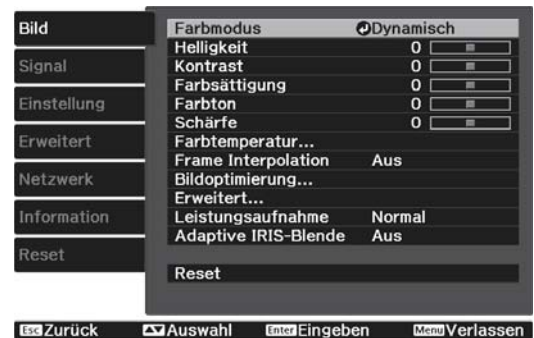 Bild
Signal
Einstellung
Erweitert
Netzwerk
Information
Reset
Farbmodus Dynamisch
Helligkeit 0
Kontrast 0
Farbsättigung 0
Farbton 0
Schärfe 0
Farbtemperatur...
Frame Interpolation Aus
Bildoptimierung...
Erweitert...
Leistungsaufnahme Normal
Adaptive IRIS-Blende Aus
Reset
Esc Zurück Auswahl Enter Eingeben Menu Verlassen